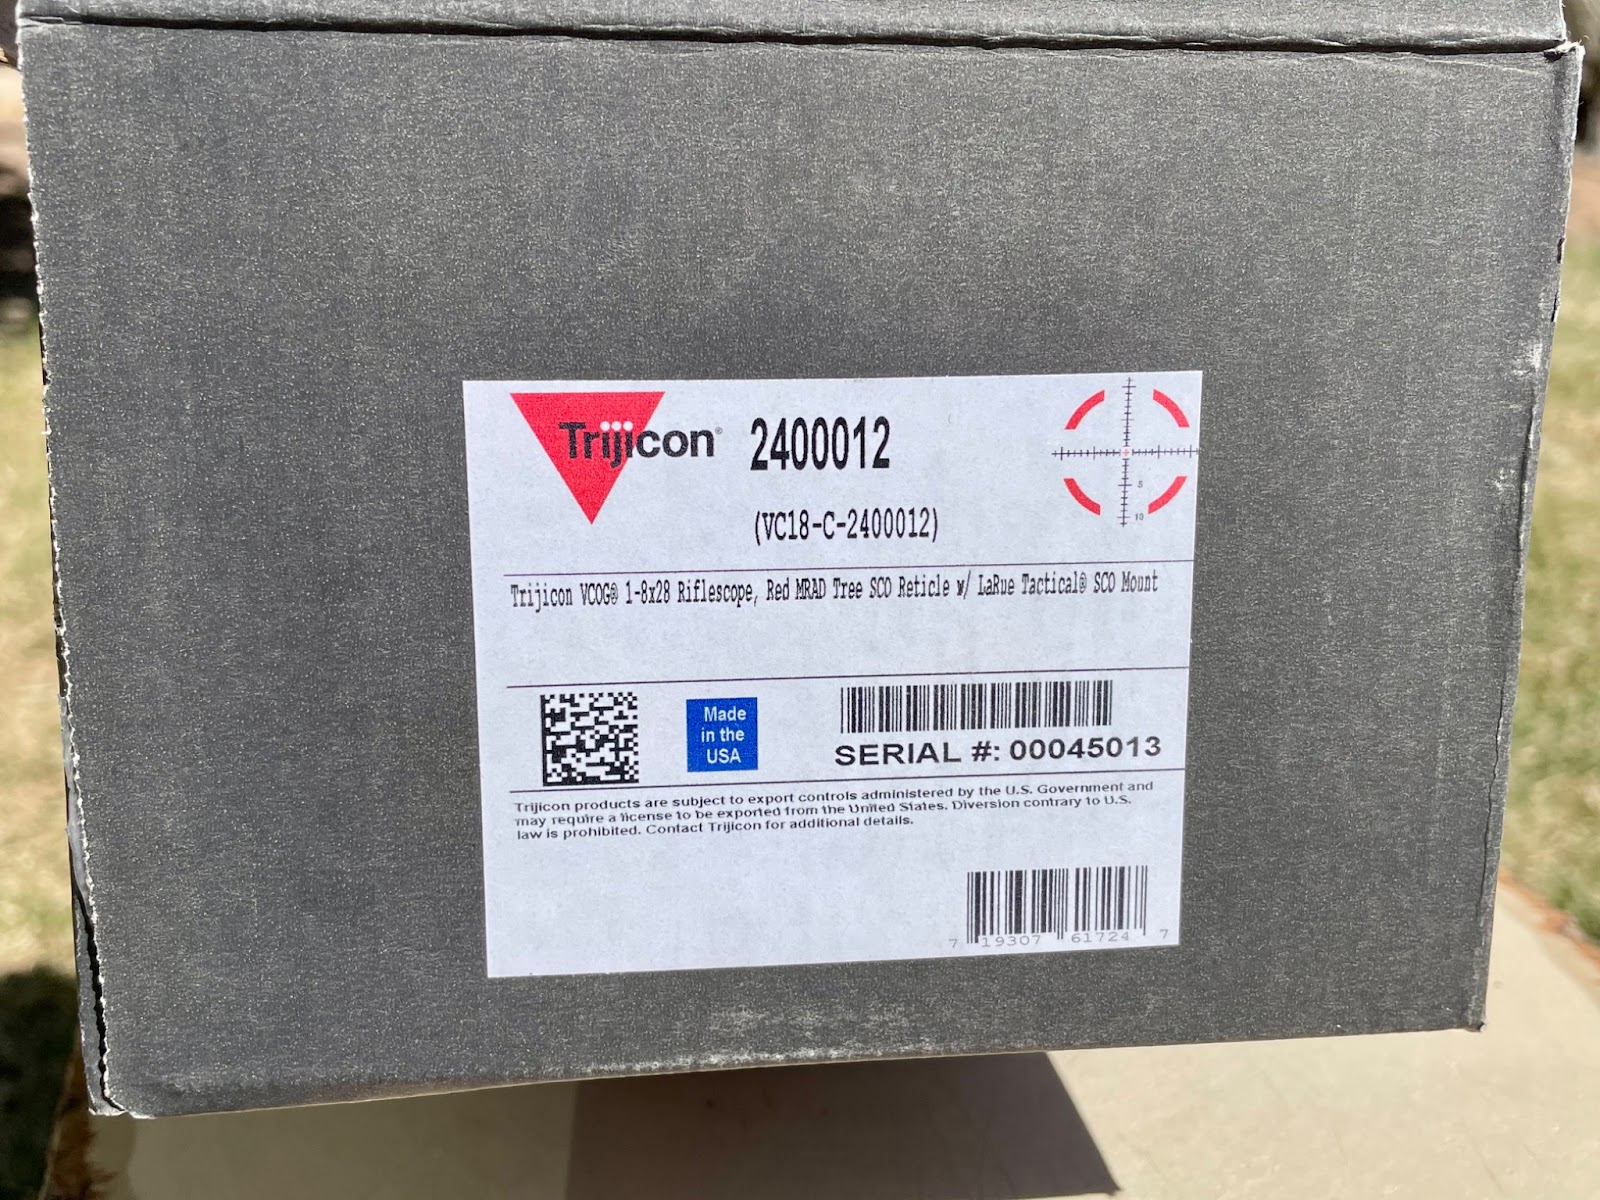 Trijicon® 2400012
(VC18-C-2400012)
5
10
Trijicon VCOG® 1-8x28 Riflescope, Red MRAD Tree SCO Reticle w/ LaRue Tactical® SCO Mount
Made
in the
USA
SERIAL #: 00045013
Trijicon products are subject to export controls administered by the U.S. Government and
may require a license to be exported from the United States. Diversion contrary to U.S.
law is prohibited. Contact Trijicon for additional details.
7 19307 61724 7